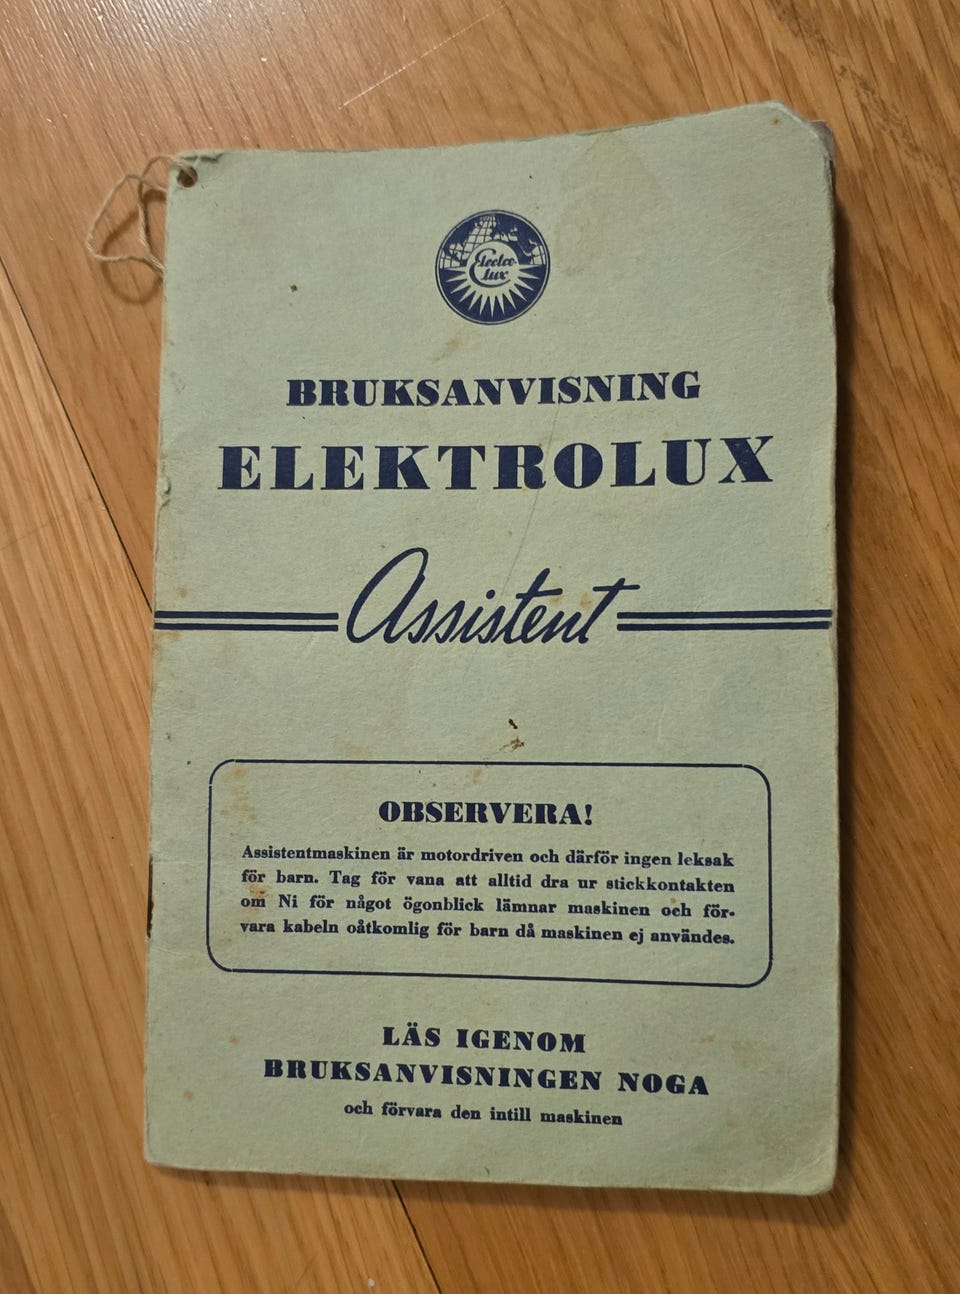 Electro-
lux
BRUKSANVISNING
ELEKTROLUX
Assistent
OBSERVERA!
Assistentmaskinen är motordriven och därför ingen leksak
för barn. Tag för vana att alltid dra ur stickkontakten
om Ni för något ögonblick lämnar maskinen och för-
vara kabeln oåtkomlig för barn då maskinen ej användes.
LÄS IGENOM
BRUKSANVISNINGEN NOGA
och förvara den intill maskinen